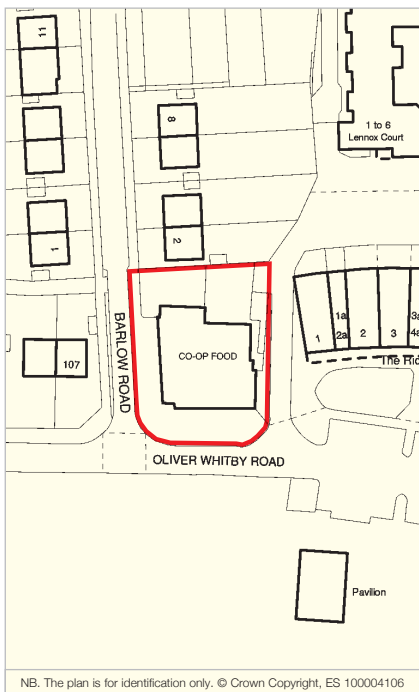 11
8
1 to 6
Lennox Court
1
2
1
1a
2a
2
3
3a
4a
The Rid
107
BARLOW ROAD
CO-OP FOOD
OLIVER WHITBY ROAD
Pavilion
NB. The plan is for identification only. © Crown Copyright, ES 100004106